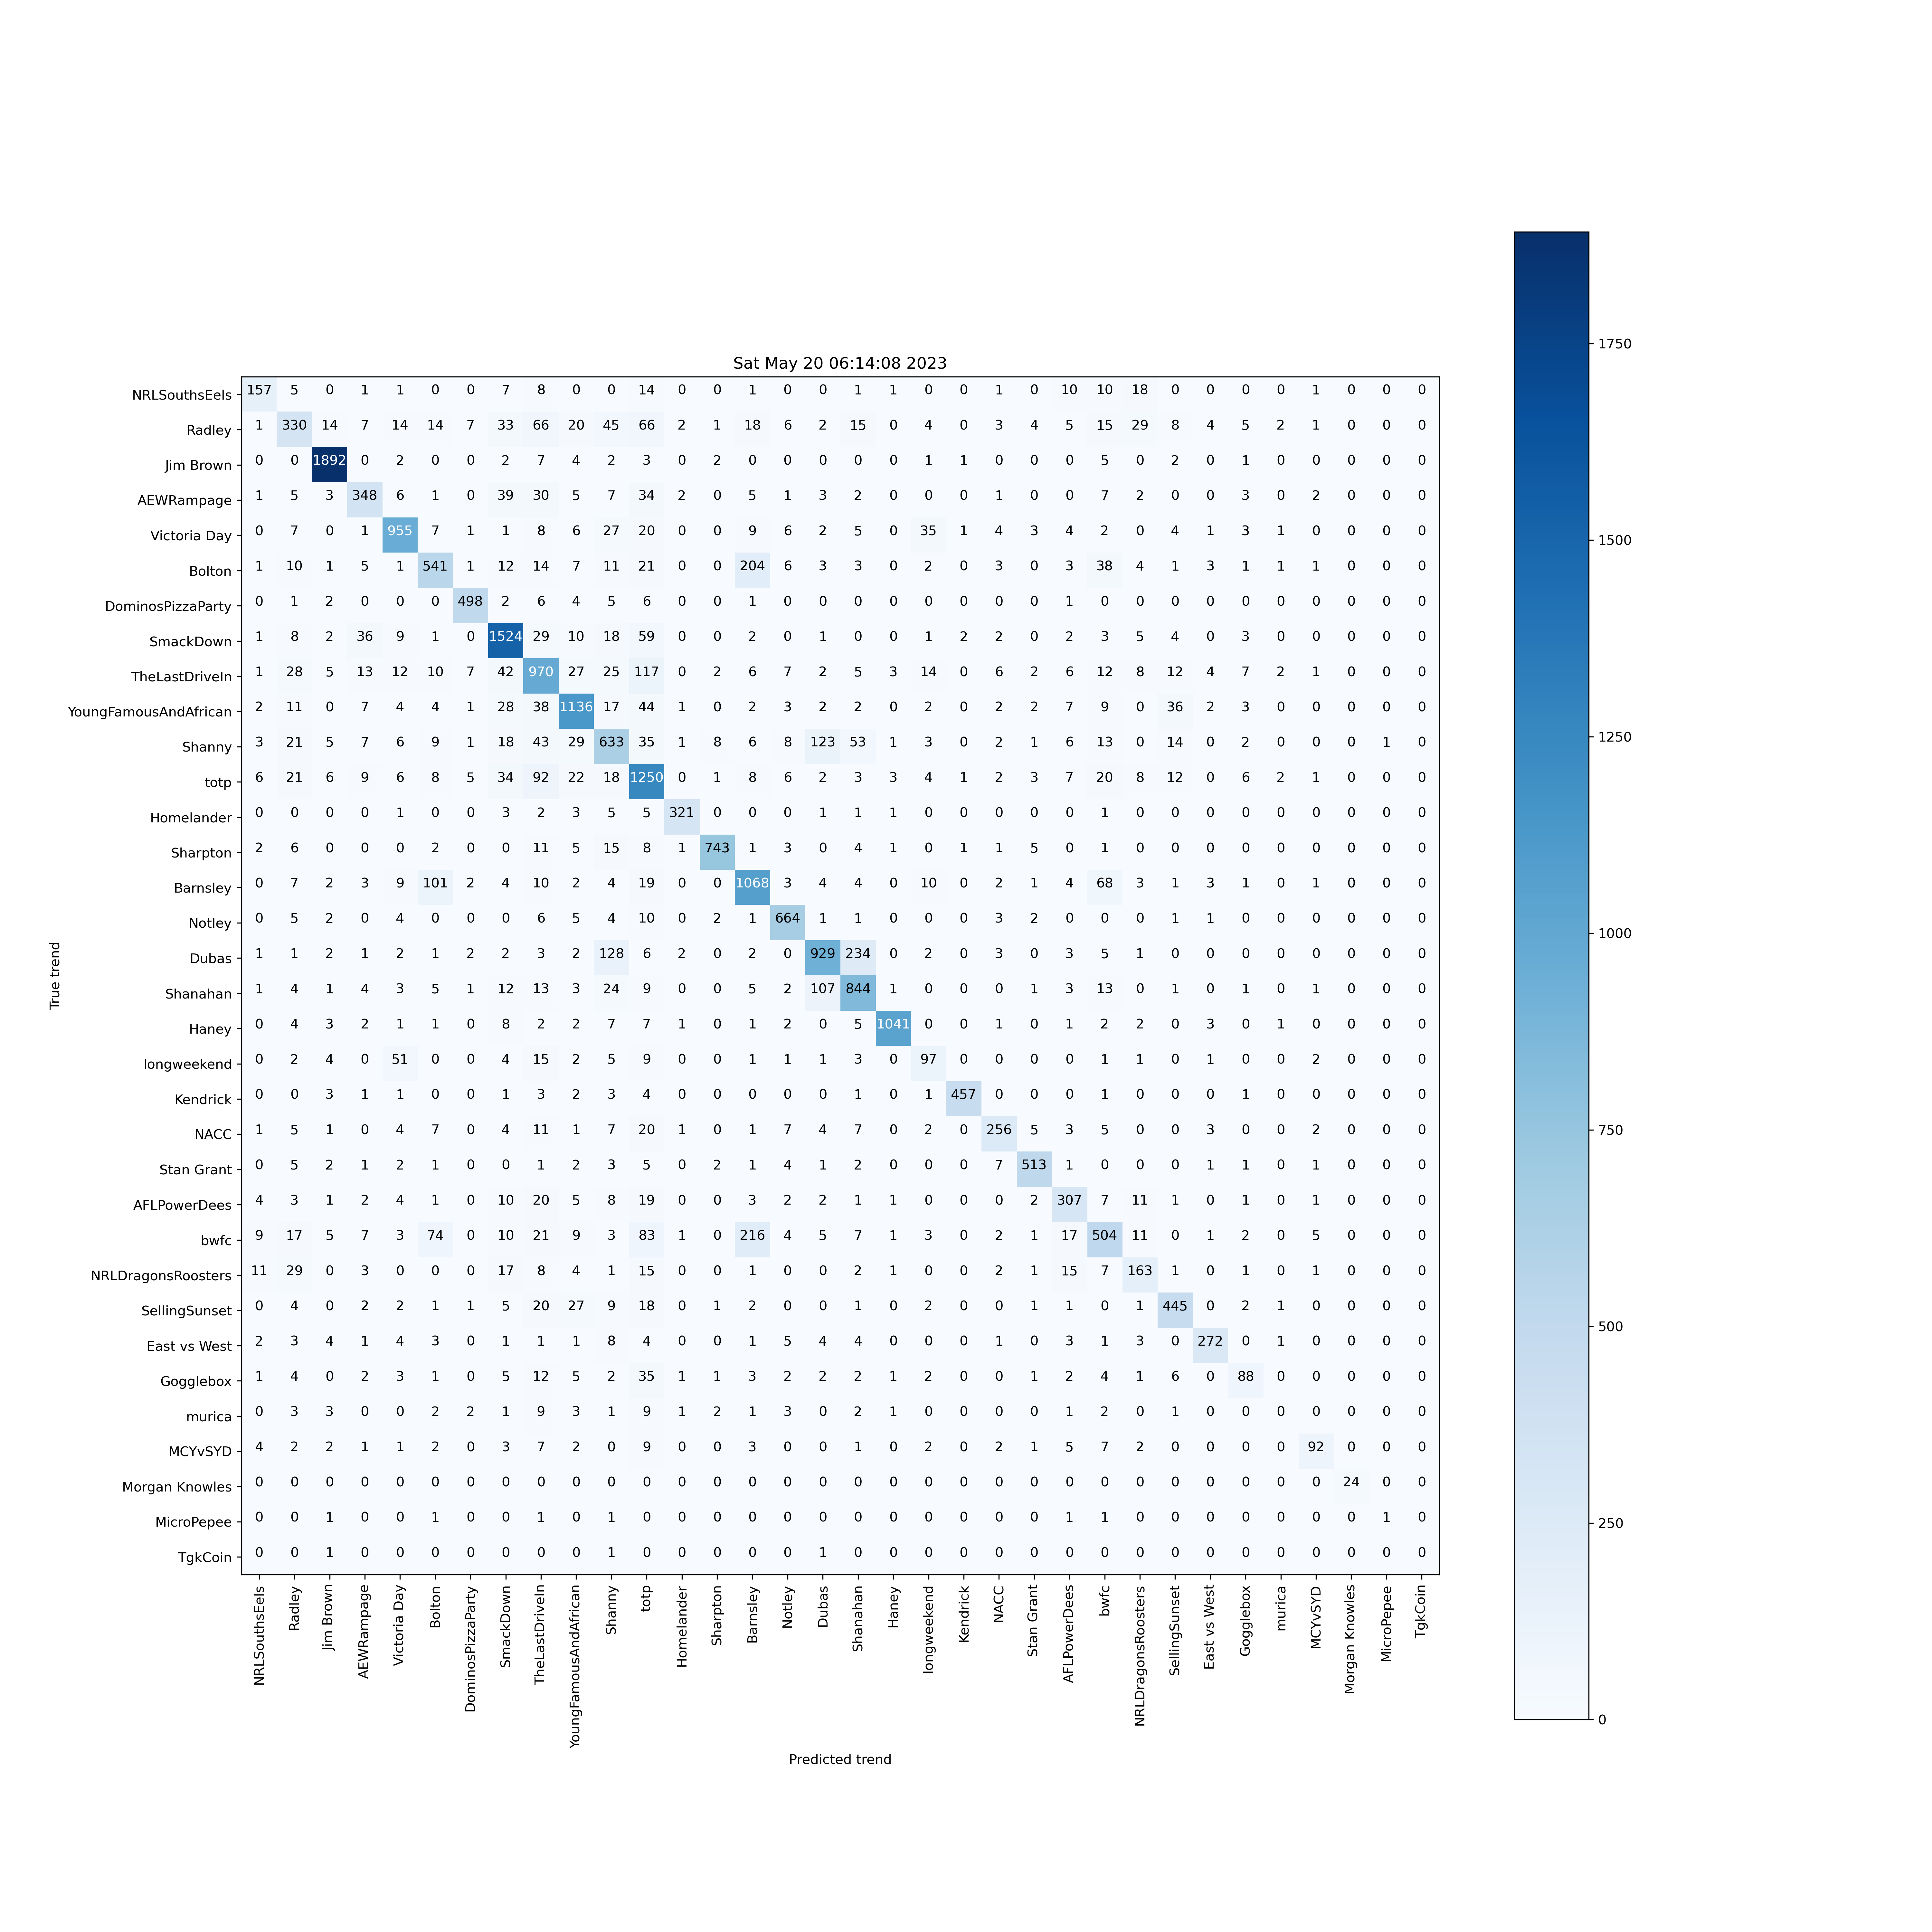 Sat May 20 06:14:08 2023
NRLSouthsEels 157 5 0 1 1 0 0 7 8 0 0 14 0 0 1 0 0 1 1 0 0 1 0 10 10 18 0 0 0 0 1 0 0 0
Radley 1 330 14 7 14 14 7 33 66 20 45 66 2 1 18 6 2 15 0 4 0 3 4 5 15 29 8 4 5 2 1 0 0 0
Jim Brown 0 0 1892 0 2 0 0 2 7 4 2 3 0 2 0 0 0 0 0 1 1 0 0 0 5 0 2 0 1 0 0 0 0 0
AEWRampage 1 5 3 348 6 1 0 39 30 5 7 34 2 0 5 1 3 2 0 0 0 1 0 0 7 2 0 0 3 0 2 0 0 0
Victoria Day 0 7 0 1 955 7 1 1 8 6 27 20 0 0 9 6 2 5 0 35 1 4 3 4 2 0 4 1 3 1 0 0 0 0
Bolton 1 10 1 5 1 541 1 12 14 7 11 21 0 0 204 6 3 3 0 2 0 3 0 3 38 4 1 3 1 1 1 0 0 0
DominosPizzaParty 0 1 2 0 0 0 498 2 6 4 5 6 0 0 1 0 0 0 0 0 0 0 0 1 0 0 0 0 0 0 0 0 0 0
SmackDown 1 8 2 36 9 1 0 1524 29 10 18 59 0 0 2 0 1 0 0 1 2 2 0 2 3 5 4 0 3 0 0 0 0 0
TheLastDriveIn 1 28 5 13 12 10 7 42 970 27 25 117 0 2 6 7 2 5 3 14 0 6 2 6 12 8 12 4 7 2 1 0 0 0
YoungFamousAndAfrican 2 11 0 7 4 4 1 28 38 1136 17 44 1 0 2 3 2 2 0 2 0 2 2 7 9 0 36 2 3 0 0 0 0 0
Shanny 3 21 5 7 6 9 1 18 43 29 633 35 1 8 6 8 123 53 1 3 0 2 1 6 13 0 14 0 2 0 0 0 1 0
totp 6 21 6 9 6 8 5 34 92 22 18 1250 0 1 8 6 2 3 3 4 1 2 3 7 20 8 12 0 6 2 1 0 0 0
Homelander 0 0 0 0 1 0 0 3 2 3 5 5 321 0 0 0 1 1 1 0 0 0 0 0 1 0 0 0 0 0 0 0 0 0
Sharpton 2 6 0 0 0 2 0 0 11 5 15 8 1 743 1 3 0 4 1 0 1 1 5 0 1 0 0 0 0 0 0 0 0 0
Barnsley 0 7 2 3 9 101 2 4 10 2 4 19 0 0 1068 3 4 4 0 10 0 2 1 4 68 3 1 3 1 0 1 0 0 0
Notley 0 5 2 0 4 0 0 0 6 5 4 10 0 2 1 664 1 1 0 0 0 3 2 0 0 0 1 1 0 0 0 0 0 0
Dubas 1 1 2 1 2 1 2 2 3 2 128 6 2 0 2 0 929 234 0 2 0 3 0 3 5 1 0 0 0 0 0 0 0 0
Shanahan 1 4 1 4 3 5 1 12 13 3 24 9 0 0 5 2 107 844 1 0 0 0 1 3 13 0 1 0 1 0 1 0 0 0
Haney 0 4 3 2 1 1 0 8 2 2 7 7 1 0 1 2 0 5 1041 0 0 1 0 1 2 2 0 3 0 1 0 0 0 0
longweekend 0 2 4 0 51 0 0 4 15 2 5 9 0 0 1 1 1 3 0 97 0 0 0 0 1 1 0 1 0 0 2 0 0 0
Kendrick 0 0 3 1 1 0 0 1 3 2 3 4 0 0 0 0 0 1 0 1 457 0 0 0 1 0 0 0 1 0 0 0 0 0
NACC 1 5 1 0 4 7 0 4 11 1 7 20 1 0 1 7 4 7 0 2 0 256 5 3 5 0 0 3 0 0 2 0 0 0
Stan Grant 0 5 2 1 2 1 0 0 1 2 3 5 0 2 1 4 1 2 0 0 0 7 513 1 0 0 0 1 1 0 1 0 0 0
AFLPowerDees 4 3 1 2 4 1 0 10 20 5 8 19 0 0 3 2 2 1 1 0 0 0 2 307 7 11 1 0 1 0 1 0 0 0
bwfc 9 17 5 7 3 74 0 10 21 9 3 83 1 0 216 4 5 7 1 3 0 2 1 17 504 11 0 1 2 0 5 0 0 0
NRLDragonsRoosters 11 29 0 3 0 0 0 17 8 4 1 15 0 0 1 0 0 2 1 0 0 2 1 15 7 163 1 0 1 0 1 0 0 0
SellingSunset 0 4 0 2 2 1 1 5 20 27 9 18 0 1 2 0 0 1 0 2 0 0 1 1 0 1 445 0 2 1 0 0 0 0
East vs West 2 3 4 1 4 3 0 1 1 1 8 4 0 0 1 5 4 4 0 0 0 1 0 3 1 3 0 272 0 1 0 0 0 0
Gogglebox 1 4 0 2 3 1 0 5 12 5 2 35 1 1 3 2 2 2 1 2 0 0 1 2 4 1 6 0 88 0 0 0 0 0
murica 0 3 3 0 0 2 2 1 9 3 1 9 1 2 1 3 0 2 1 0 0 0 0 1 2 0 1 0 0 0 0 0 0 0
MCYvSYD 4 2 2 1 1 2 0 3 7 2 0 9 0 0 3 0 0 1 0 2 0 2 1 5 7 2 0 0 0 0 92 0 0 0
Morgan Knowles 0 0 0 0 0 0 0 0 0 0 0 0 0 0 0 0 0 0 0 0 0 0 0 0 0 0 0 0 0 0 0 24 0 0
MicroPepee 0 0 1 0 0 1 0 0 1 0 1 0 0 0 0 0 0 0 0 0 0 0 0 1 1 0 0 0 0 0 0 0 1 0
TgkCoin 0 0 1 0 0 0 0 0 0 0 1 0 0 0 0 0 1 0 0 0 0 0 0 0 0 0 0 0 0 0 0 0 0 0
NRLSouthsEels
Radley
Jim Brown
AEWRampage
Victoria Day
Bolton
DominosPizzaParty
SmackDown
TheLastDriveIn
YoungFamousAndAfrican
Shanny
totp
Homelander
Sharpton
Barnsley
Notley
Dubas
Shanahan
Haney
longweekend
Kendrick
NACC
Stan Grant
AFLPowerDees
bwfc
NRLDragonsRoosters
SellingSunset
East vs West
Gogglebox
murica
MCYvSYD
Morgan Knowles
MicroPepee
TgkCoin
Predicted trend
True trend
1750
1500
1250
1000
750
500
250
0